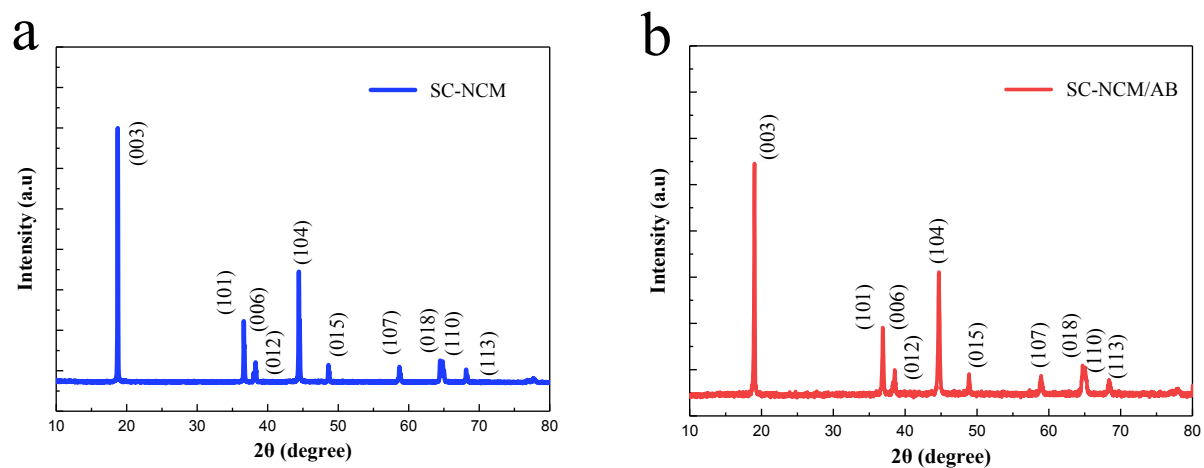 a
SC-NCM
(003)
(104)
(101)
(006)
(012)
(015)
(107)
(018)
(110)
(113)
Intensity (a.u)
10 20 30 40 50 60 70 80
2θ (degree)
b
SC-NCM/AB
(003)
(104)
(101)
(006)
(012)
(015)
(107)
(018)
(110)
(113)
Intensity (a.u)
10 20 30 40 50 60 70 80
2θ (degree)